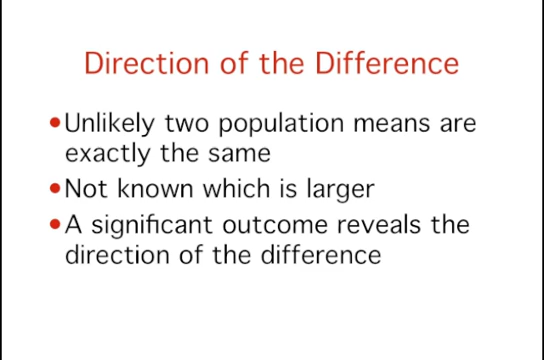 Direction of the Difference
•Unlikely two population means are
exactly the same
•Not known which is larger
•A significant outcome reveals the
direction of the difference